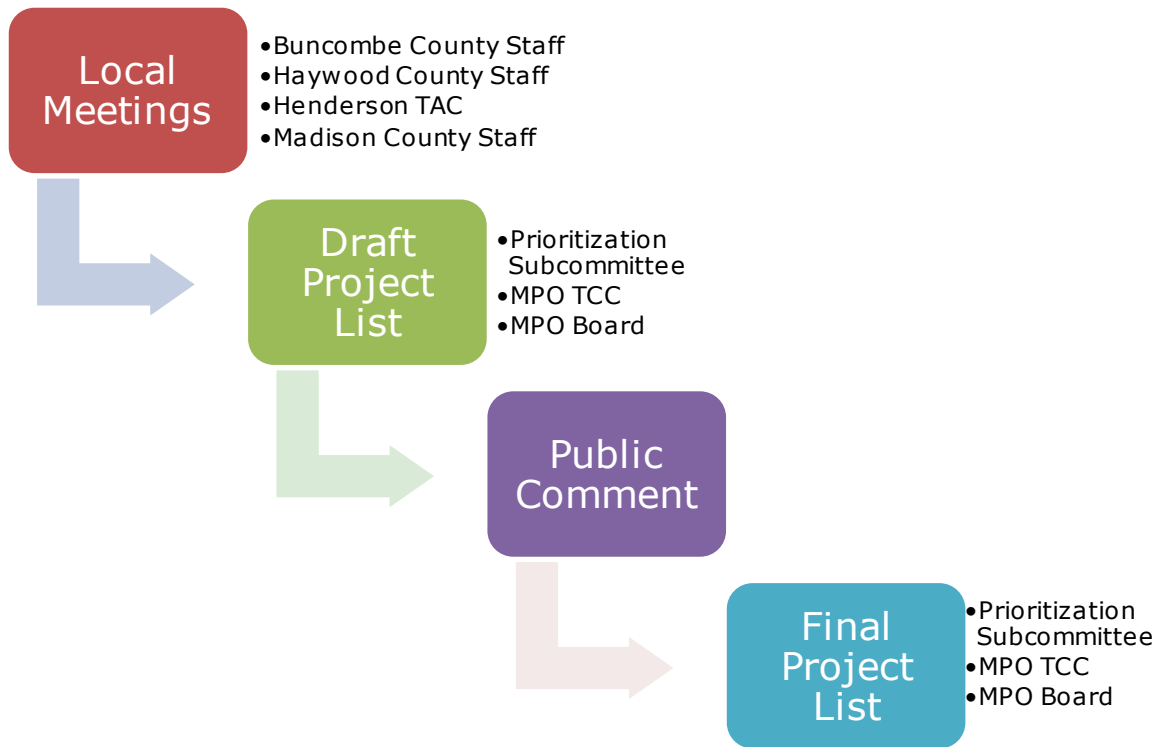 Local
Meetings
•Buncombe County Staff
•Haywood County Staff
•Henderson TAC
•Madison County Staff
Draft
Project
List
•Prioritization
Subcommittee
•MPO TCC
•MPO Board
Public
Comment
Final
Project
List
•Prioritization
Subcommittee
•MPO TCC
•MPO Board